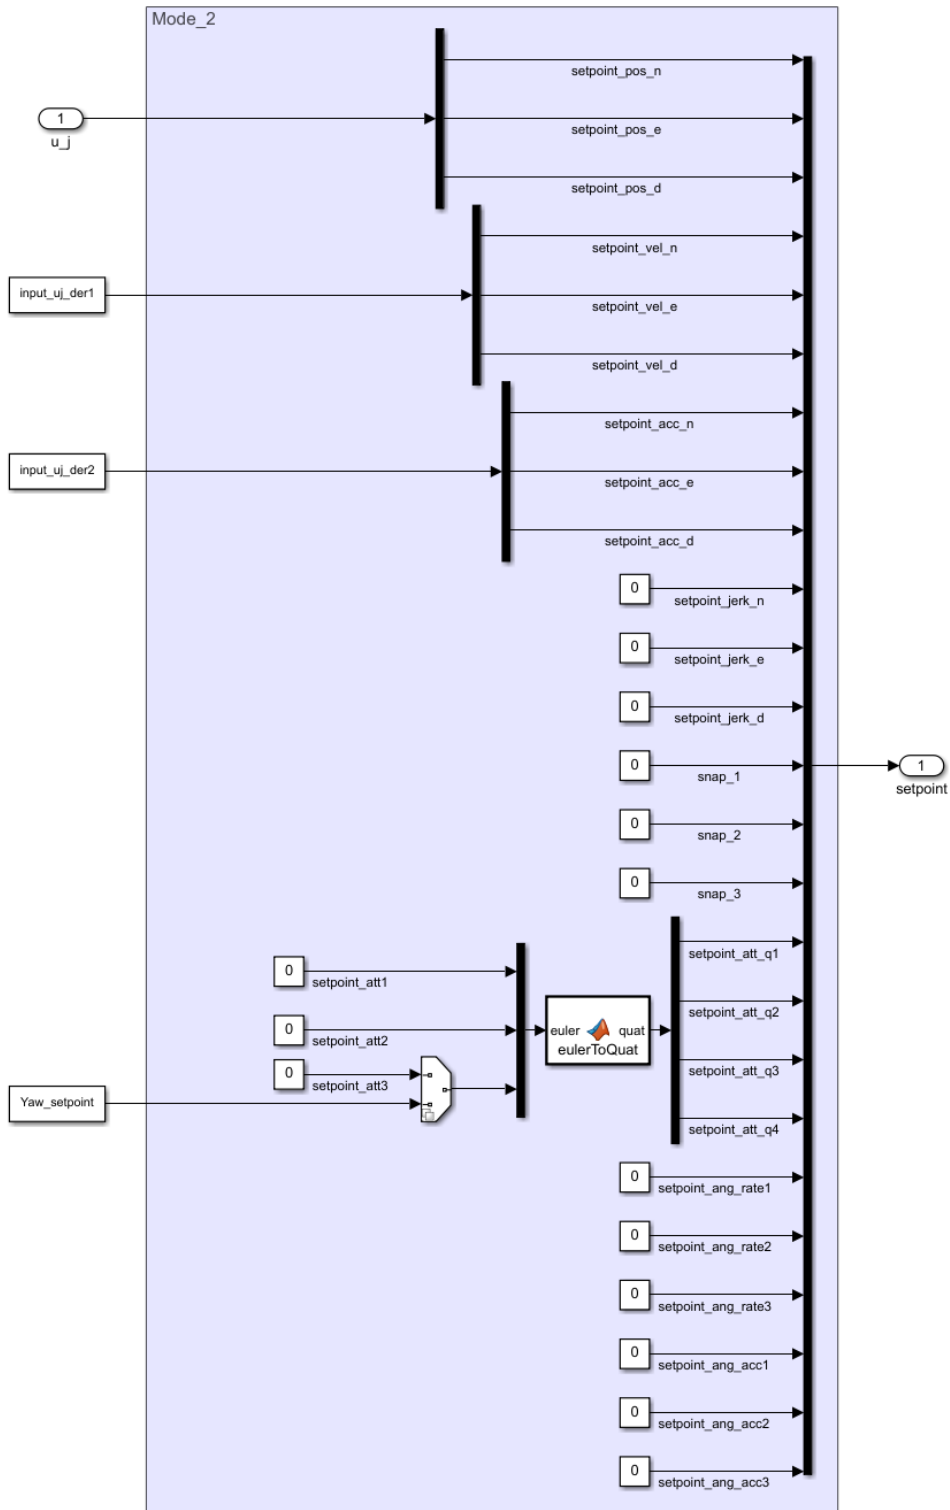 Mode_2
setpoint_pos_n
1
u_j
setpoint_pos_e
setpoint_pos_d
setpoint_vel_n
input_uj_der1
setpoint_vel_e
setpoint_vel_d
setpoint_acc_n
input_uj_der2
setpoint_acc_e
setpoint_acc_d
0
setpoint_jerk_n
0
setpoint_jerk_e
0
setpoint_jerk_d
0
snap_1
1
setpoint
0
snap_2
0
snap_3
setpoint_att_q1
0
setpoint_att1
setpoint_att_q2
0
setpoint_att2
euler quat
eulerToQuat
0
setpoint_att3
setpoint_att_q3
Yaw_setpoint
setpoint_att_q4
0
setpoint_ang_rate1
0
setpoint_ang_rate2
0
setpoint_ang_rate3
0
setpoint_ang_acc1
0
setpoint_ang_acc2
0
setpoint_ang_acc3